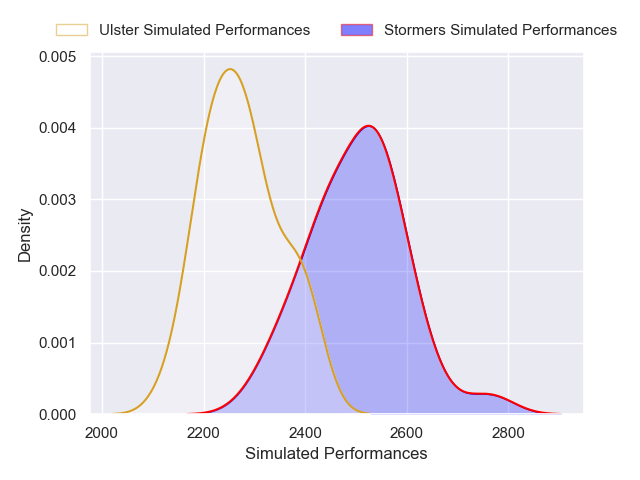 Ulster Simulated Performances
Stormers Simulated Performances
0.005
0.004
0.003
0.002
0.001
0.000
Density
2000 2200 2400 2600 2800
Simulated Performances